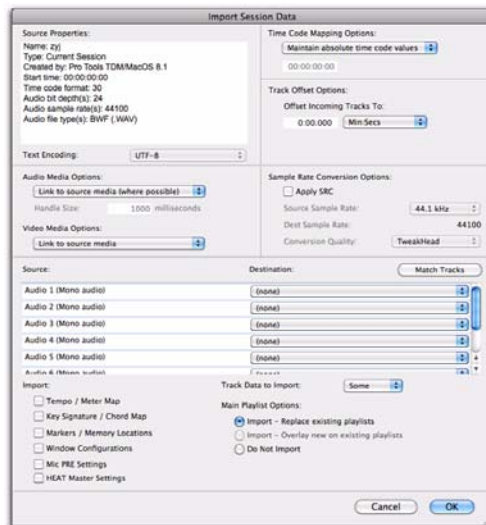 Import Session Data
Source Properties:
Name: zyj
Type: Current Session
Created by: Pro Tools TDM/MacOS 8.1
Start time: 00:00:00:00
Time code format: 30
Audio bit depth(s): 24
Audio sample rate(s): 44100
Audio file type(s): BWF (.WAV)
Text Encoding: UTF-8
Time Code Mapping Options:
Maintain absolute time code values
00:00:00:00
Track Offset Options:
Offset Incoming Tracks To:
0:00.000 Min:Secs
Audio Media Options:
Link to source media (where possible)
Handle Size: 1000 milliseconds
Video Media Options:
Link to source media
Sample Rate Conversion Options:
Apply SRC
Source Sample Rate: 44.1 kHz
Dest Sample Rate: 44100
Conversion Quality: TweakHead
Source: Destination: Match Tracks
Audio 1 (Mono audio) (none)
Audio 2 (Mono audio) (none)
Audio 3 (Mono audio) (none)
Audio 4 (Mono audio) (none)
Audio 5 (Mono audio) (none)
Audio 6 (Mono audio) (none)
Import:
Tempo / Meter Map
Key Signature / Chord Map
Markers / Memory Locations
Window Configurations
Mic PRE Settings
HEAT Master Settings
Track Data to Import: Some
Main Playlist Options:
Import – Replace existing playlists
Import – Overlay new on existing playlists
Do Not Import
Cancel OK